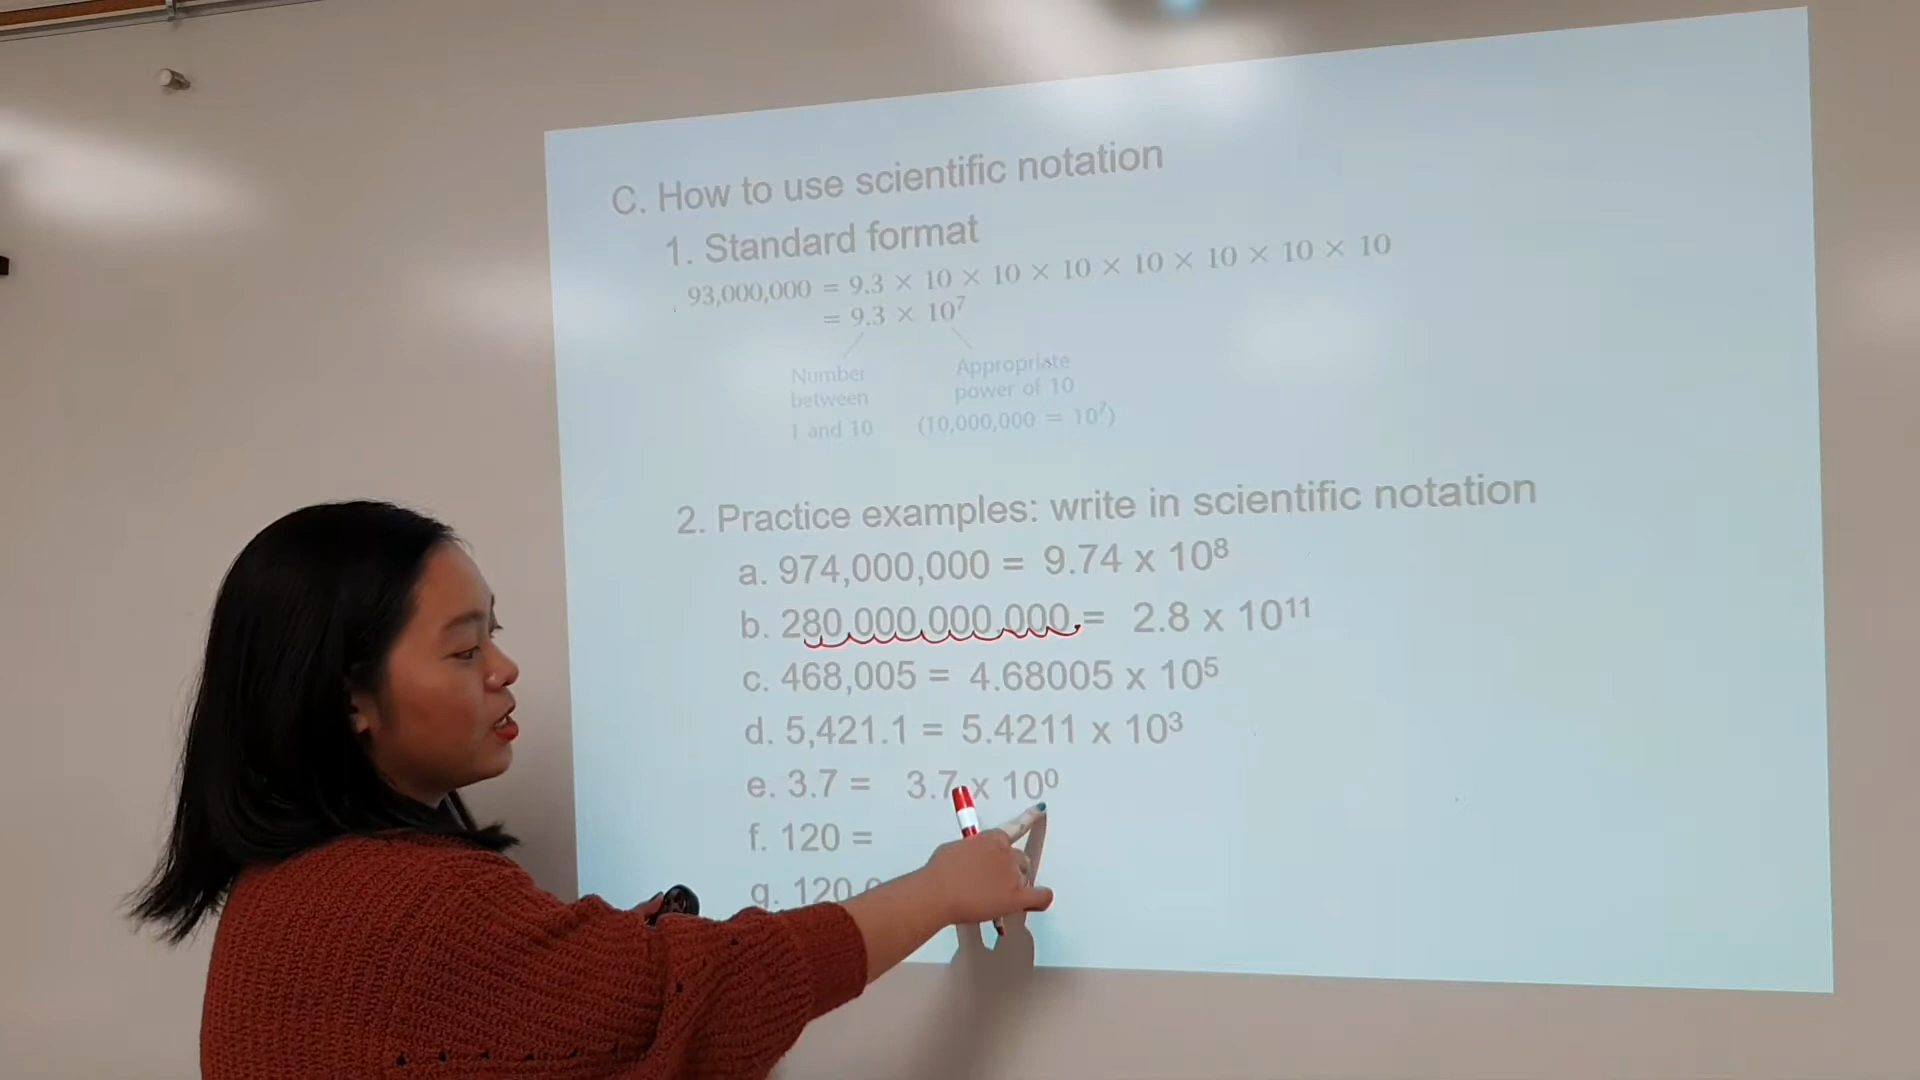 C. How to use scientific notation
1. Standard format
93,000,000 = 9.3 × 10 × 10 × 10 × 10 × 10 × 10 × 10
= 9.3 × 10⁷
Number between 1 and 10
Appropriate power of 10 (10,000,000 = 10⁷)
2. Practice examples: write in scientific notation
a. 974,000,000 = 9.74 x 10⁸
b. 280,000,000,000. = 2.8 x 10¹¹
c. 468,005 = 4.68005 x 10⁵
d. 5,421.1 = 5.4211 x 10³
e. 3.7 = 3.7 x 10⁰
f. 120 =
g.